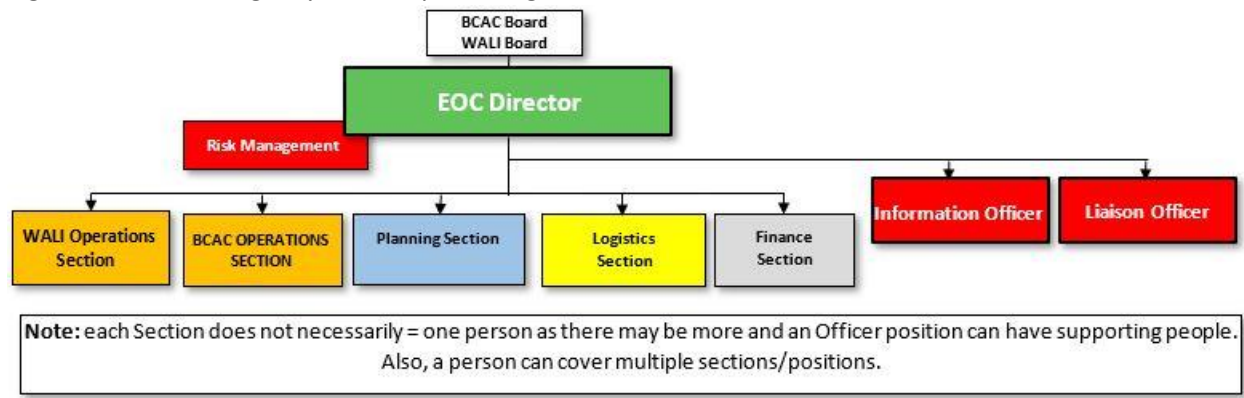 BCAC Board
WALI Board
EOC Director
Risk Management
Information Officer
Liaison Officer
WALI Operations
Section
BCAC OPERATIONS
SECTION
Planning Section
Logistics
Section
Finance
Section
Note: each Section does not necessarily = one person as there may be more and an Officer position can have supporting people.
Also, a person can cover multiple sections/positions.